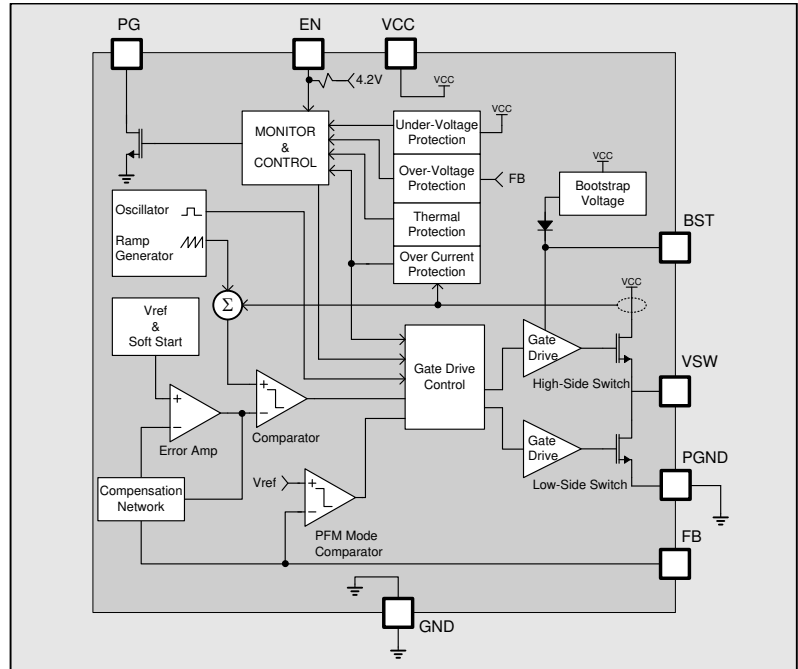 PG
EN
VCC
4.2V
VCC
MONITOR
&
CONTROL
Under-Voltage
Protection
VCC
Over-Voltage
Protection
FB
Thermal
Protection
Over Current
Protection
VCC
Bootstrap
Voltage
BST
Oscillator
Ramp
Generator
Σ
Vref
&
Soft Start
VCC
Gate Drive
Control
Gate
Drive
High-Side Switch
VSW
+
−
Error Amp
+
−
Comparator
Gate
Drive
Low-Side Switch
PGND
Compensation
Network
Vref
+
−
PFM Mode
Comparator
FB
GND